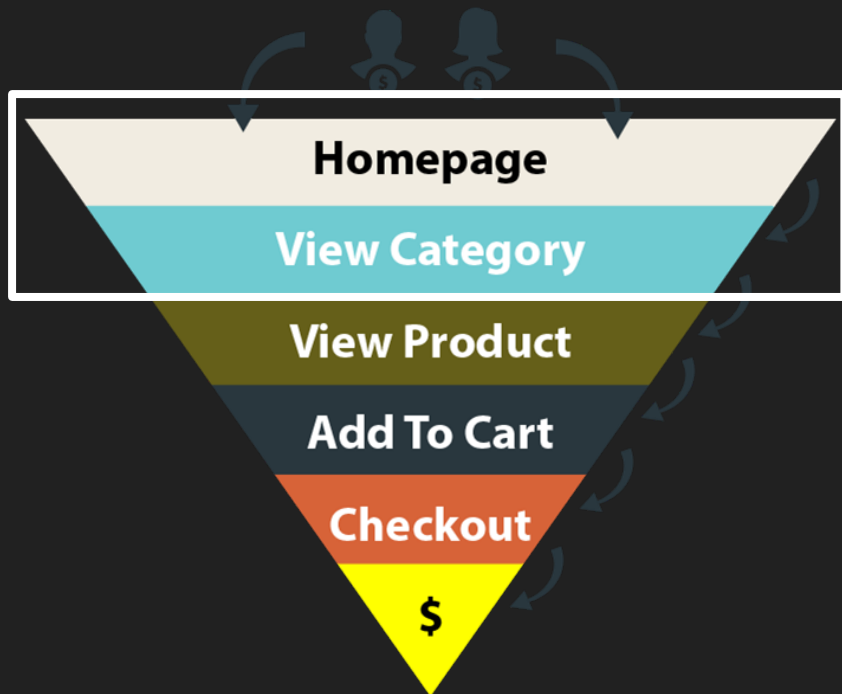 $ $
Homepage
View Category
View Product
Add To Cart
Checkout
$